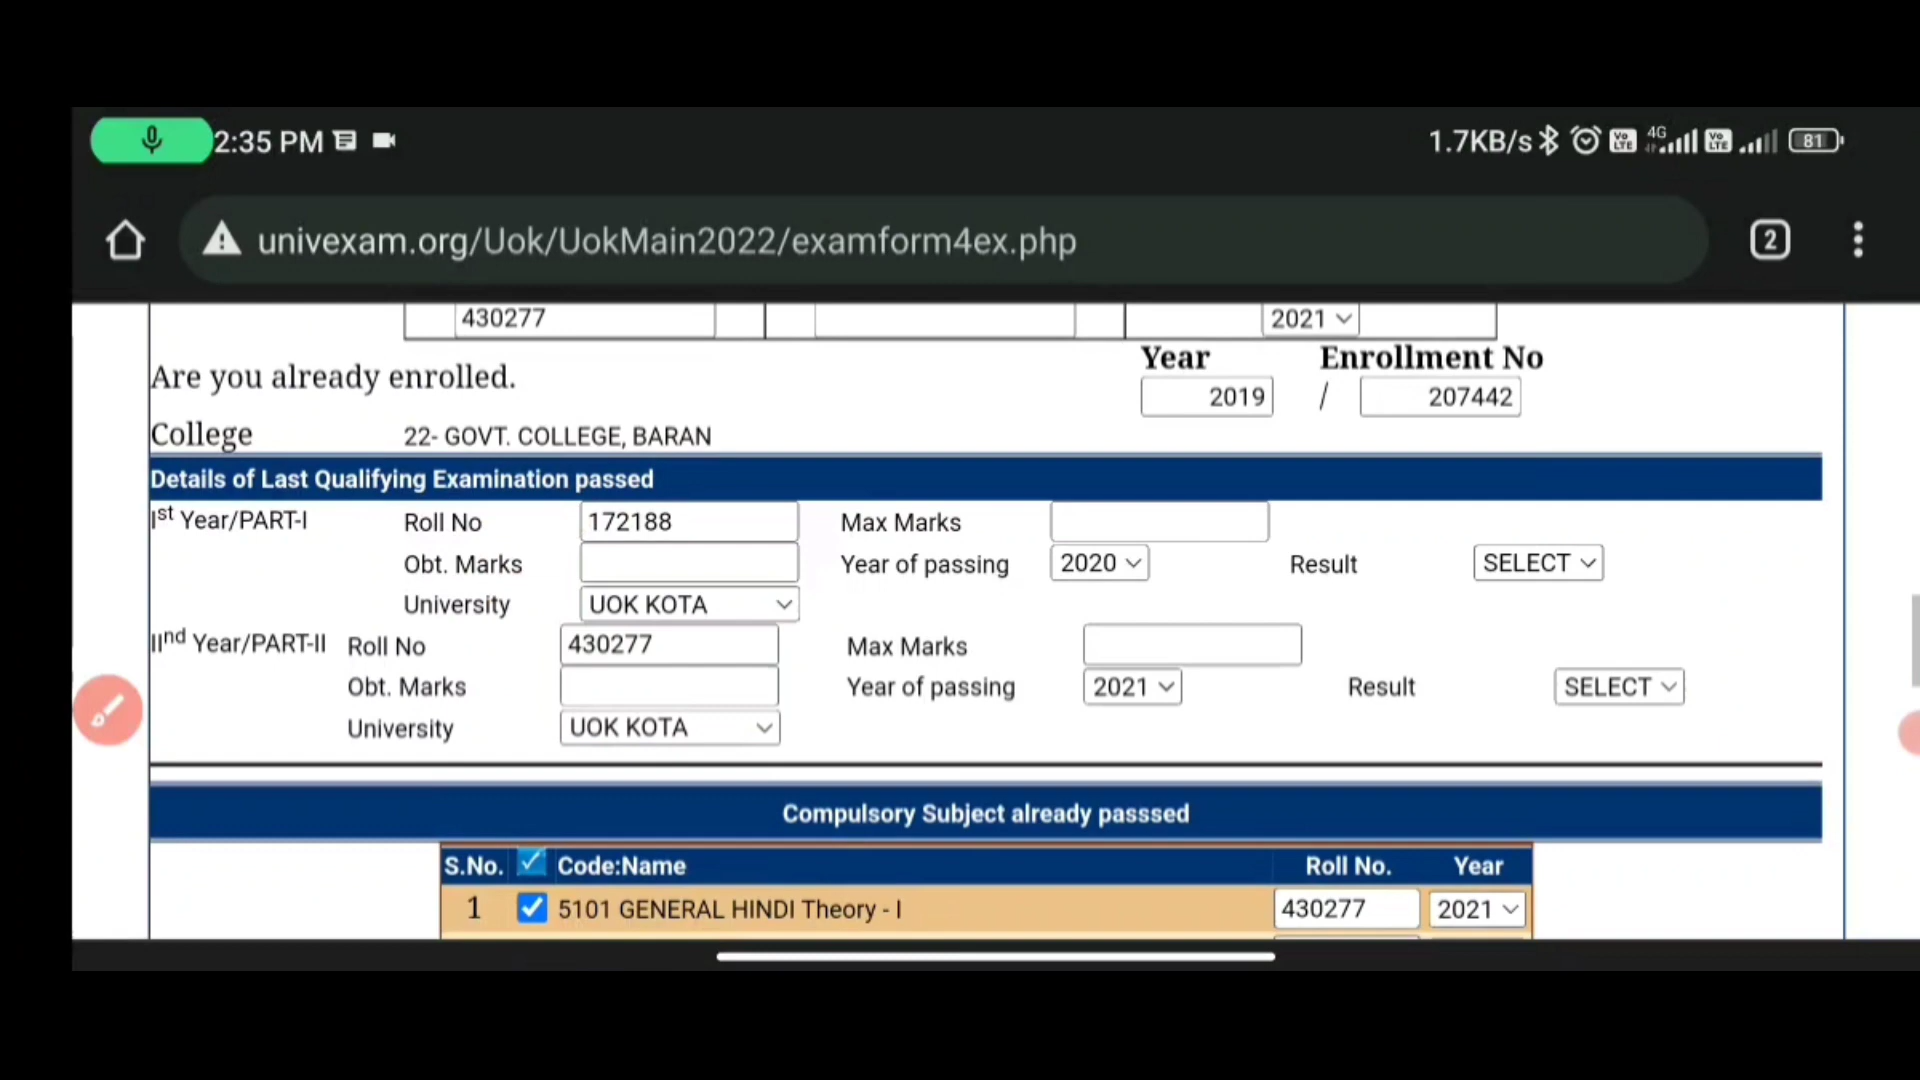 2:35 PM 1.7KB/s 4G 81
univexam.org/Uok/UokMain2022/examform4ex.php 2
430277 2021
Year Enrollment No
Are you already enrolled. 2019 / 207442
College 22- GOVT. COLLEGE, BARAN
Details of Last Qualifying Examination passed
Ist Year/PART-I Roll No 172188 Max Marks
Obt. Marks Year of passing 2020 Result SELECT
University UOK KOTA
IInd Year/PART-II Roll No 430277 Max Marks
Obt. Marks Year of passing 2021 Result SELECT
University UOK KOTA
Compulsory Subject already passsed
S.No. Code:Name Roll No. Year
1 5101 GENERAL HINDI Theory - I 430277 2021